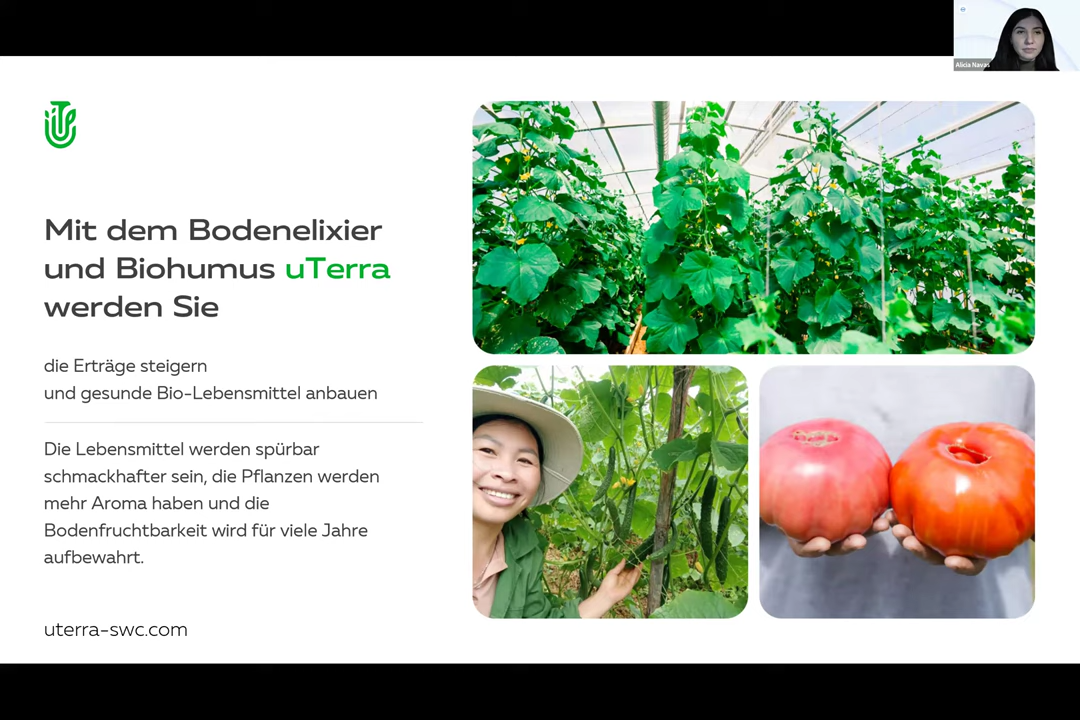 Alicia Navas
Mit dem Bodenelixier
und Biohumus uTerra
werden Sie
die Erträge steigern
und gesunde Bio-Lebensmittel anbauen
Die Lebensmittel werden spürbar
schmackhafter sein, die Pflanzen werden
mehr Aroma haben und die
Bodenfruchtbarkeit wird für viele Jahre
aufbewahrt.
uterra-swc.com